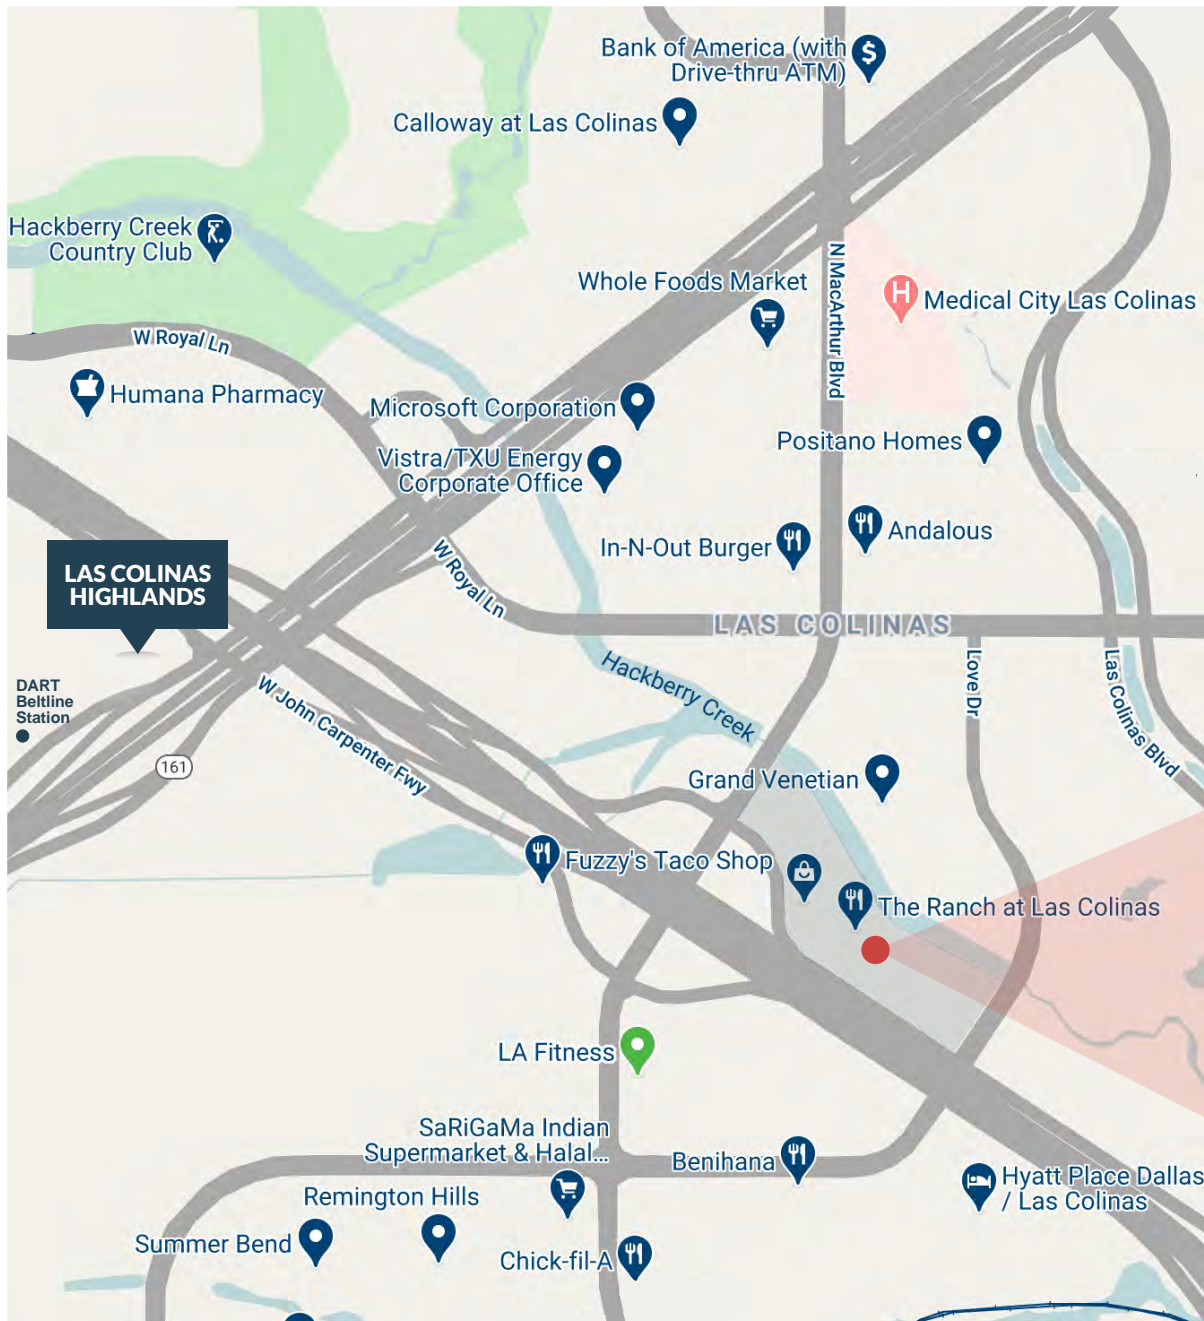 Bank of America (with
Drive-thru ATM)
$
Calloway at Las Colinas
Hackberry Creek
Country Club
N MacArthur Blvd
Whole Foods Market
H
Medical City Las Colinas
W Royal Ln
Humana Pharmacy
Microsoft Corporation
Positano Homes
Vistra/TXU Energy
Corporate Office
Andalous
In-N-Out Burger
W Royal Ln
LAS COLINAS
HIGHLANDS
LAS COLINAS
Hackberry Creek
Love Dr
Las Colinas Blvd
DART
Beltline
Station
W John Carpenter Fwy
161
Grand Venetian
Fuzzy's Taco Shop
The Ranch at Las Colinas
LA Fitness
SaRiGaMa Indian
Supermarket & Halal...
Benihana
Hyatt Place Dallas
/ Las Colinas
Remington Hills
Summer Bend
Chick-fil-A